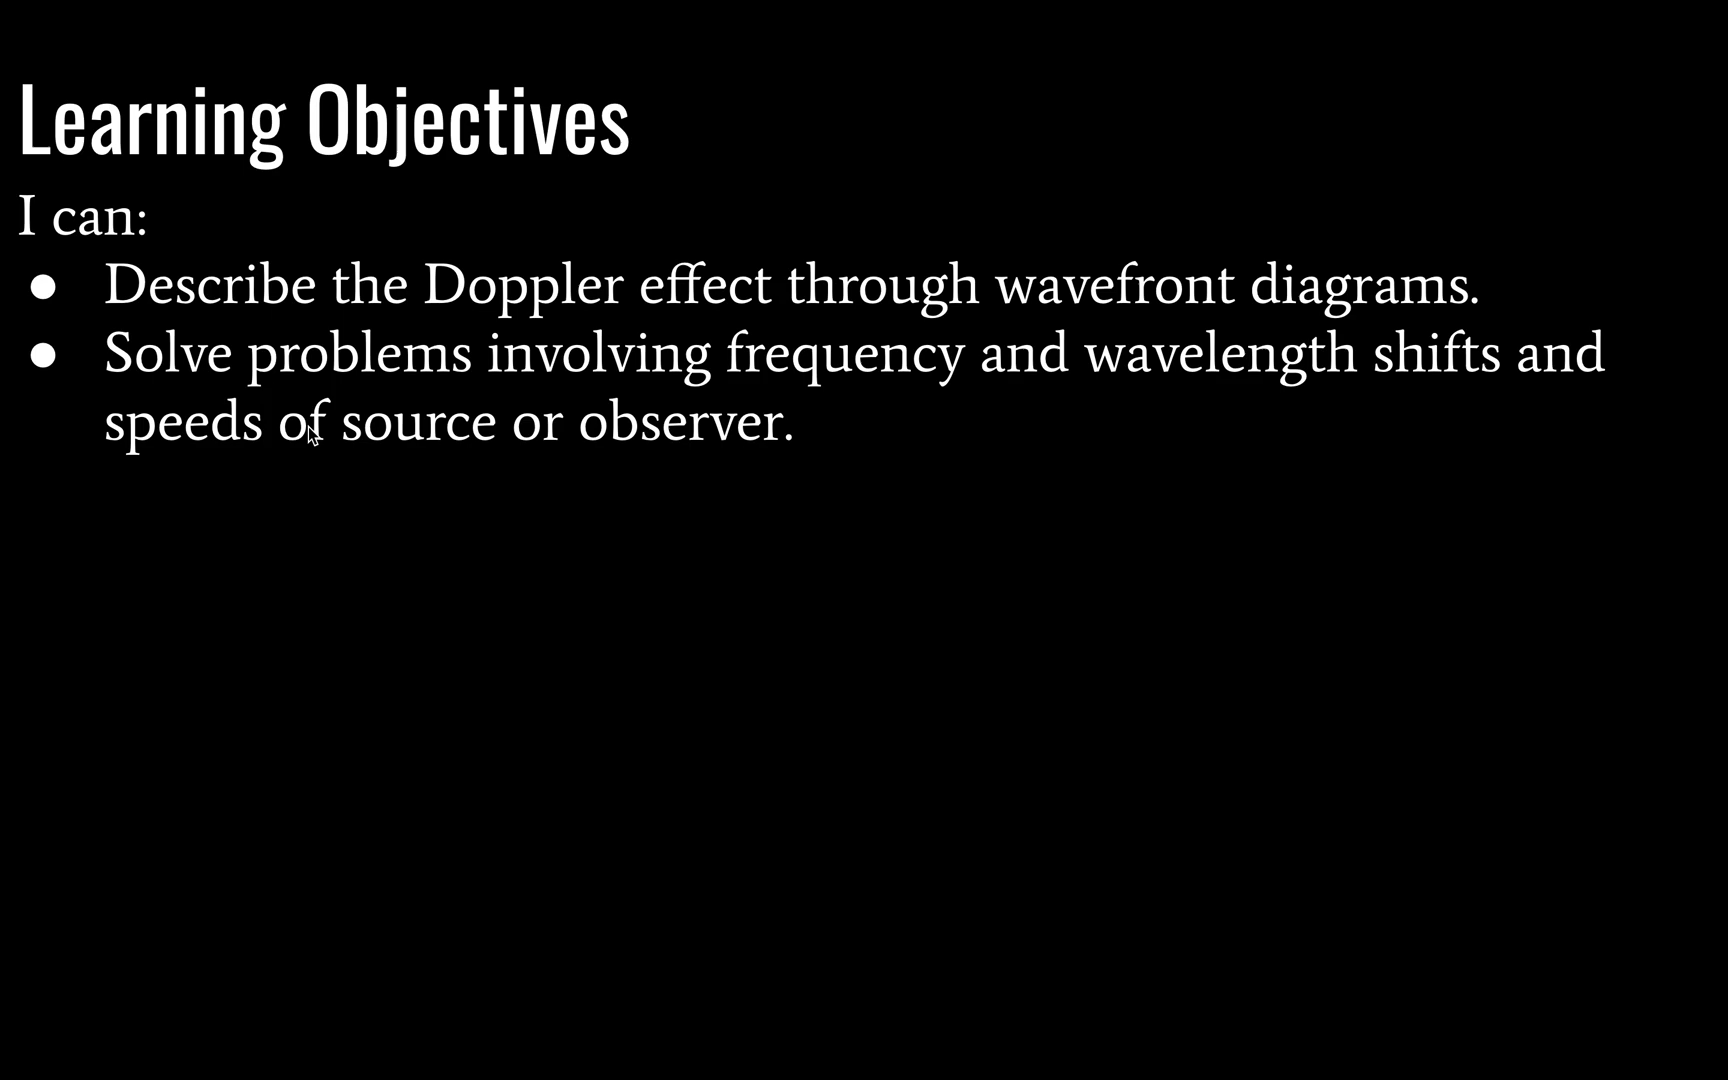 Learning Objectives
I can:
● Describe the Doppler effect through wavefront diagrams.
● Solve problems involving frequency and wavelength shifts and
speeds of source or observer.